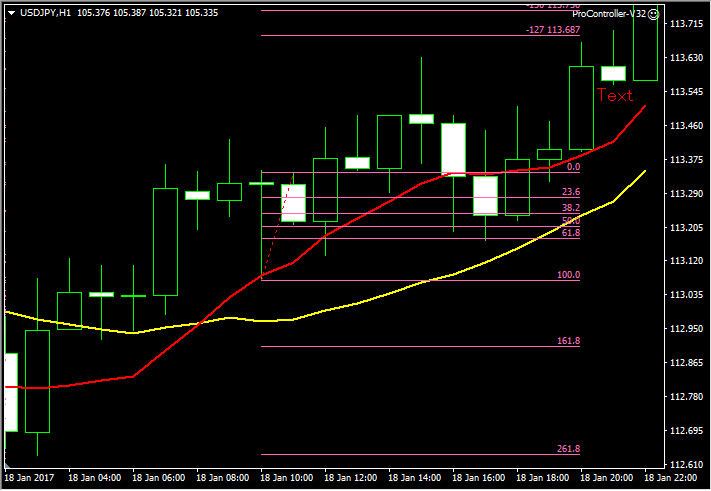 USDJPY,H1 105.376 105.387 105.321 105.335
ProController-V32
-127 113.687
0.0
23.6
38.2
50.0
61.8
100.0
161.8
261.8
Text
113.715
113.630
113.545
113.460
113.375
113.290
113.205
113.120
113.035
112.950
112.865
112.780
112.695
112.610
18 Jan 2017
18 Jan 04:00
18 Jan 06:00
18 Jan 08:00
18 Jan 10:00
18 Jan 12:00
18 Jan 14:00
18 Jan 16:00
18 Jan 18:00
18 Jan 20:00
18 Jan 22:00